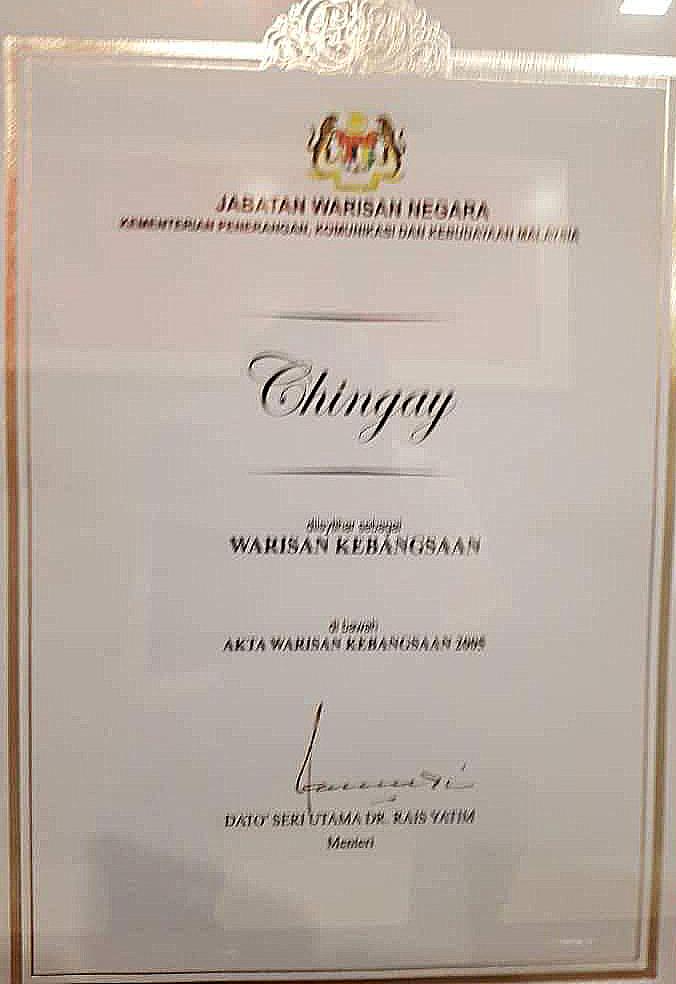 JABATAN WARISAN NEGARA
KEMENTERIAN PENERANGAN, KOMUNIKASI DAN KEBUDAYAAN MALAYSIA
Chingay
diisytihar sebagai
WARISAN KEBANGSAAN
di bawah
AKTA WARISAN KEBANGSAAN 2005
DATO' SERI UTAMA DR. RAIS YATIM
Menteri